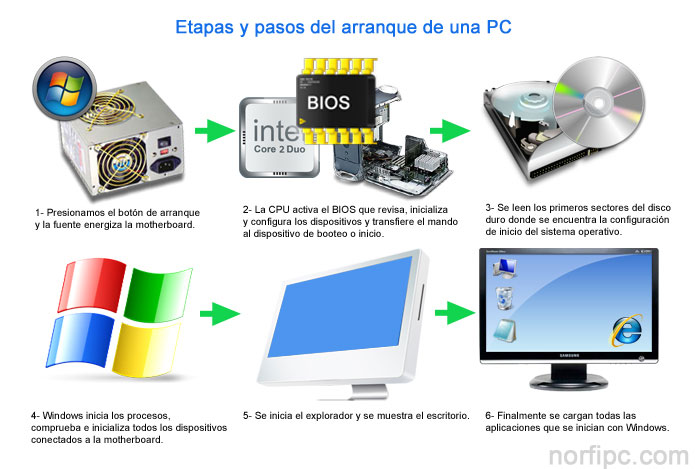 Etapas y pasos del arranque de una PC
BIOS
intel
Core 2 Duo
1- Presionamos el botón de arranque
y la fuente energiza la motherboard.
2- La CPU activa el BIOS que revisa, inicializa
y configura los dispositivos y transfiere el mando
al dispositivo de booteo o inicio.
3- Se leen los primeros sectores del disco
duro donde se encuentra la configuración
de inicio del sistema operativo.
SAMSUNG
4- Windows inicia los procesos,
comprueba e inicializa todos los dispositivos
conectados a la motherboard.
5- Se inicia el explorador y se muestra el escritorio.
6- Finalmente se cargan todas las
aplicaciones que se inician con Windows.
norfipc.com